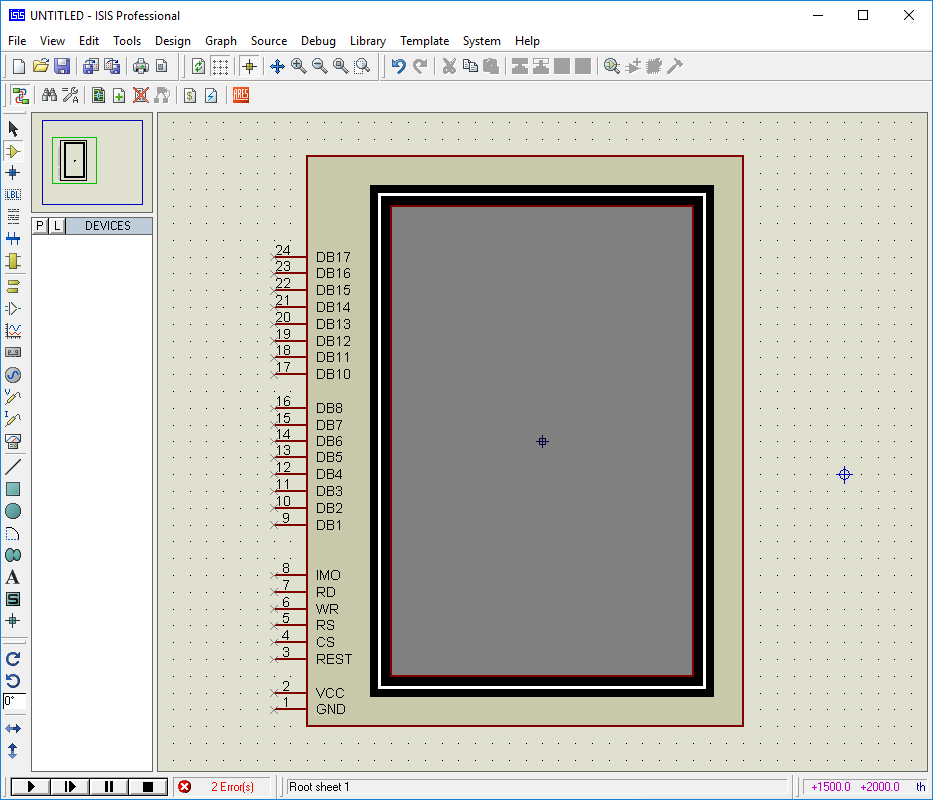 ISIS UNTITLED - ISIS Professional
File View Edit Tools Design Graph Source Debug Library Template System Help
A
$
ARES
LBL
P L DEVICES
24 DB17
23 DB16
22 DB15
21 DB14
20 DB13
19 DB12
18 DB11
17 DB10
16 DB8
15 DB7
14 DB6
13 DB5
12 DB4
11 DB3
10 DB2
9 DB1
V
I
A
S
8 IMO
7 RD
6 WR
5 RS
4 CS
3 REST
2 VCC
1 GND
0°
2 Error(s)
Root sheet 1
+1500.0 +2000.0 th